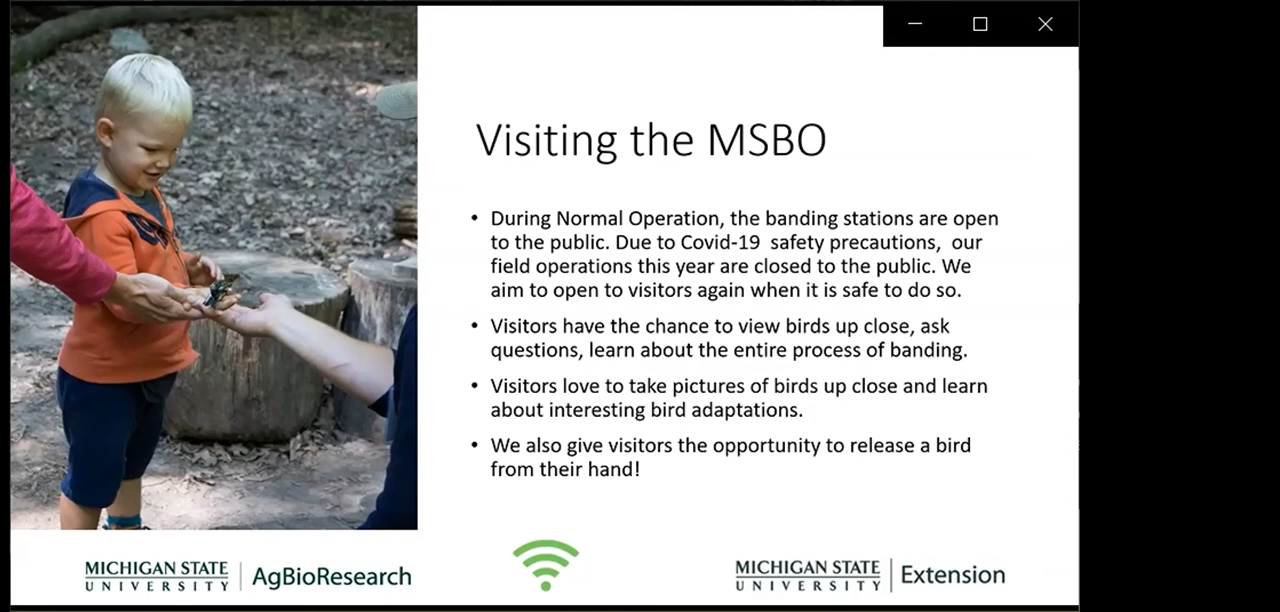 Visiting the MSBO
• During Normal Operation, the banding stations are open
to the public. Due to Covid-19  safety precautions,  our
field operations this year are closed to the public. We
aim to open to visitors again when it is safe to do so.
• Visitors have the chance to view birds up close, ask
questions, learn about the entire process of banding.
• Visitors love to take pictures of birds up close and learn
about interesting bird adaptations.
• We also give visitors the opportunity to release a bird
from their hand!
MICHIGAN STATE
UNIVERSITY
AgBioResearch
MICHIGAN STATE
UNIVERSITY
Extension